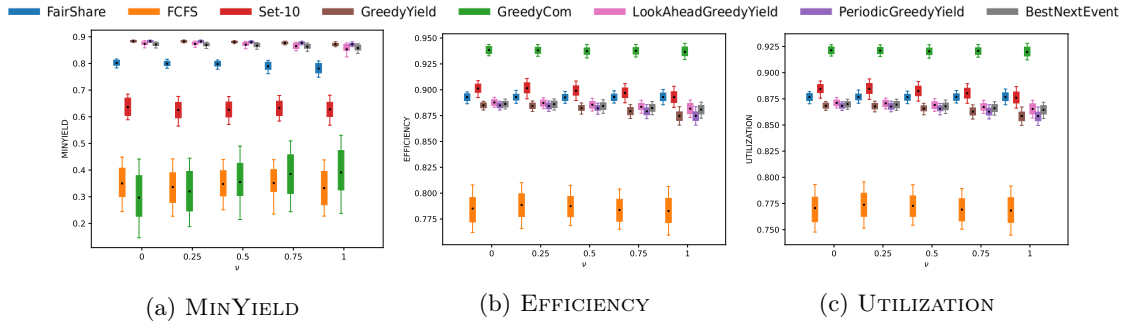 FairShare FCFS Set-10 GreedyYield GreedyCom LookAheadGreedyYield PeriodicGreedyYield BestNextEvent
MINYIELD
0.9
0.8
0.7
0.6
0.5
0.4
0.3
0.2
0 0.25 0.5 0.75 1
ν
(a) MINYIELD
EFFICIENCY
0.950
0.925
0.900
0.875
0.850
0.825
0.800
0.775
0 0.25 0.5 0.75 1
ν
(b) EFFICIENCY
UTILIZATION
0.925
0.900
0.875
0.850
0.825
0.800
0.775
0.750
0 0.25 0.5 0.75 1
ν
(c) UTILIZATION